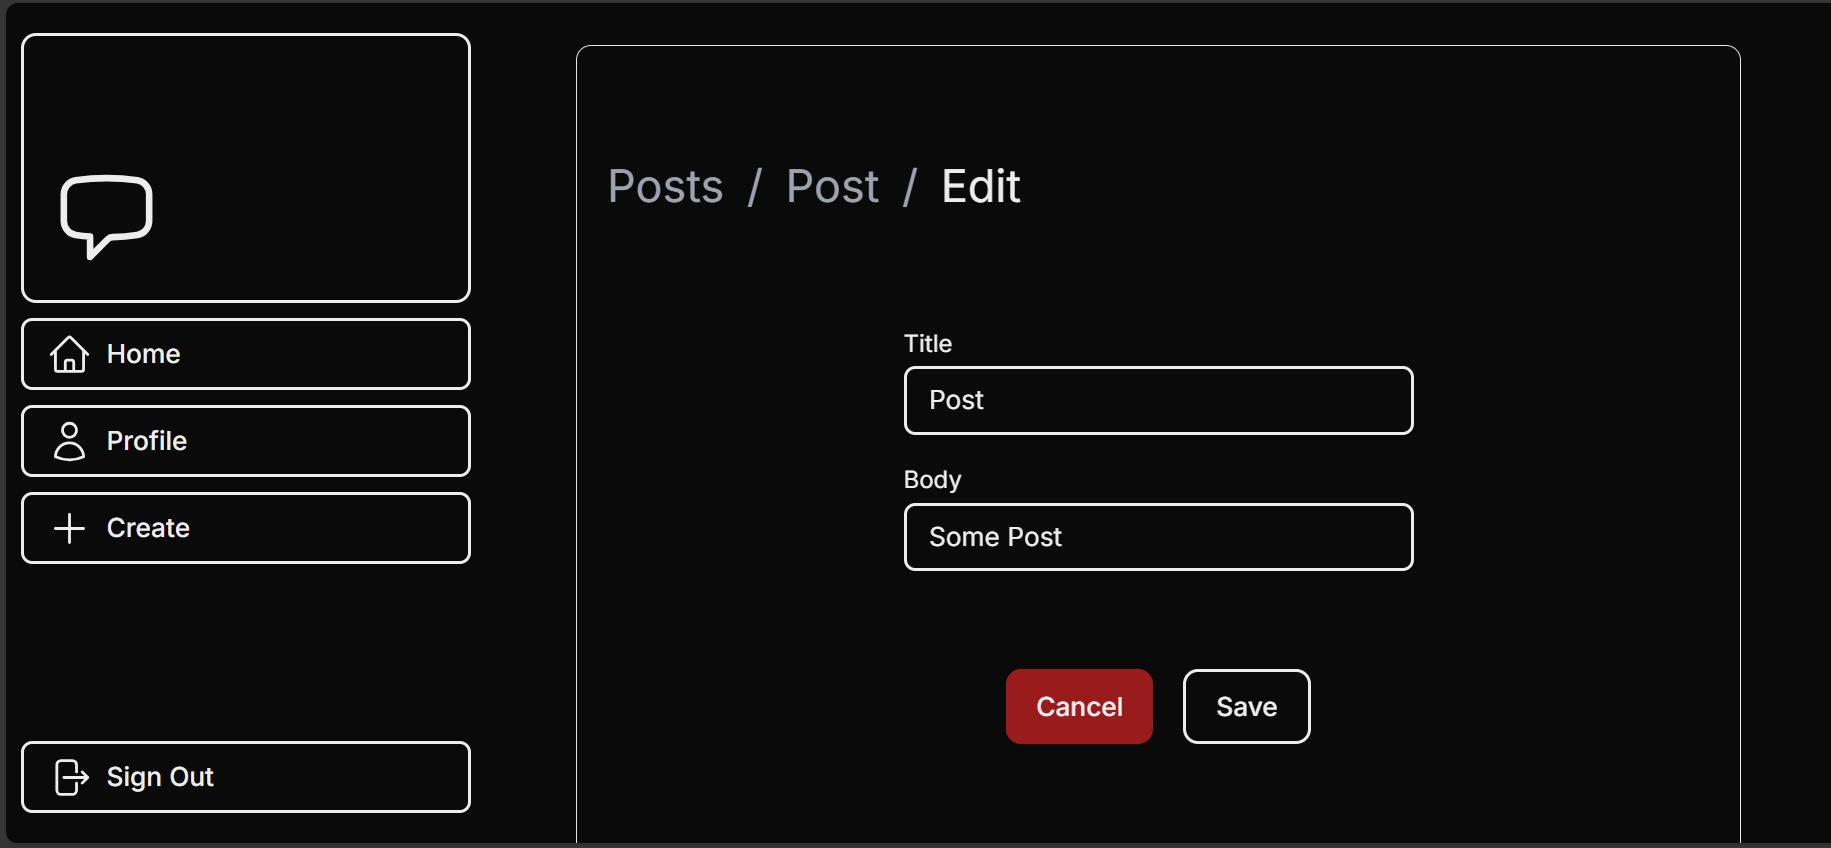 Home
Profile
Create
Sign Out
Posts / Post / Edit
Title
Post
Body
Some Post
Cancel
Save